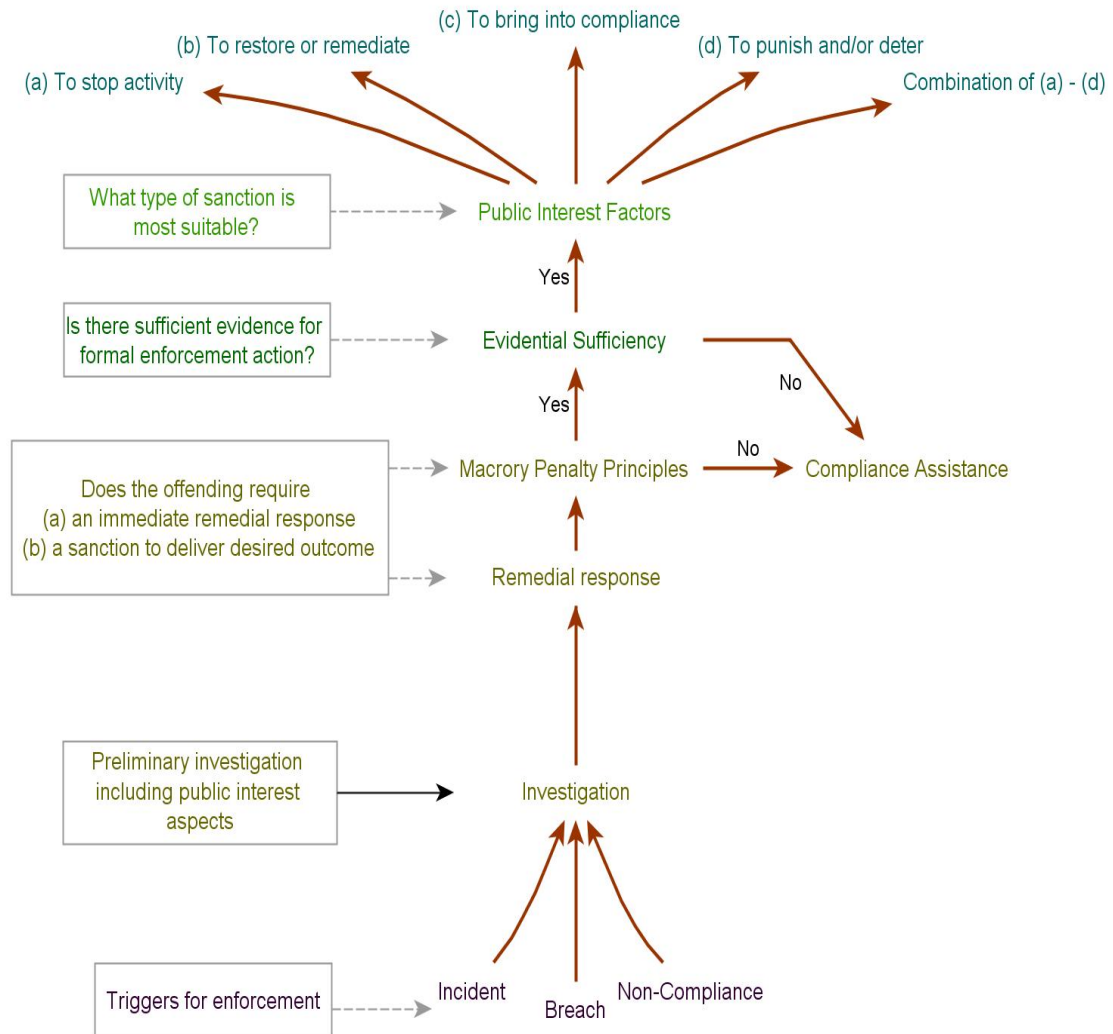 (c) To bring into compliance
(b) To restore or remediate
(d) To punish and/or deter
(a) To stop activity
Combination of (a) - (d)
What type of sanction is
most suitable?
Public Interest Factors
Yes
Is there sufficient evidence for
formal enforcement action?
Evidential Sufficiency
No
Yes
Does the offending require
(a) an immediate remedial response
(b) a sanction to deliver desired outcome
Macrory Penalty Principles
No
Compliance Assistance
Remedial response
Preliminary investigation
including public interest
aspects
Investigation
Triggers for enforcement
Incident
Breach
Non-Compliance